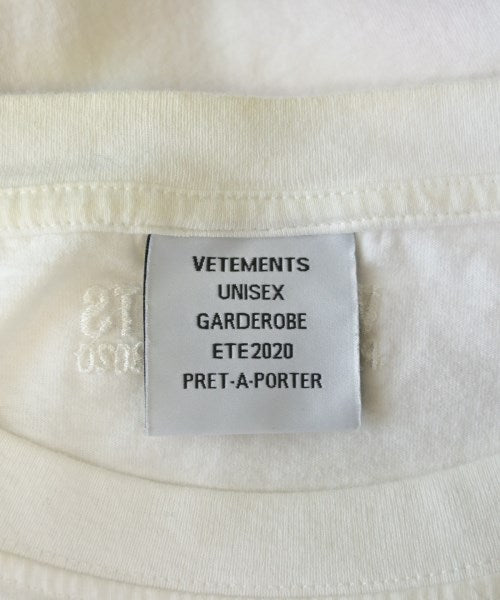 VETEMENTS
UNISEX
GARDEROBE
ETE2020
PRET-A-PORTER